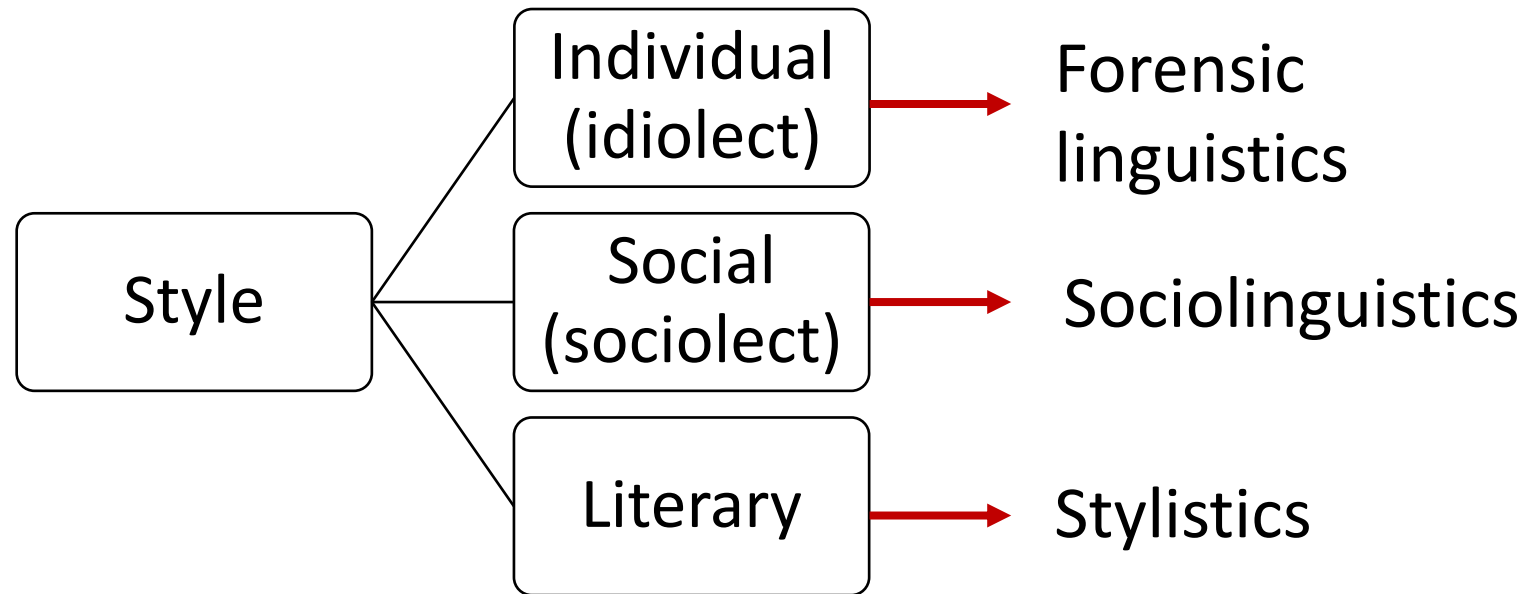 Individual
(idiolect)
Forensic
linguistics
Style
Social
(sociolect)
Sociolinguistics
Literary
Stylistics